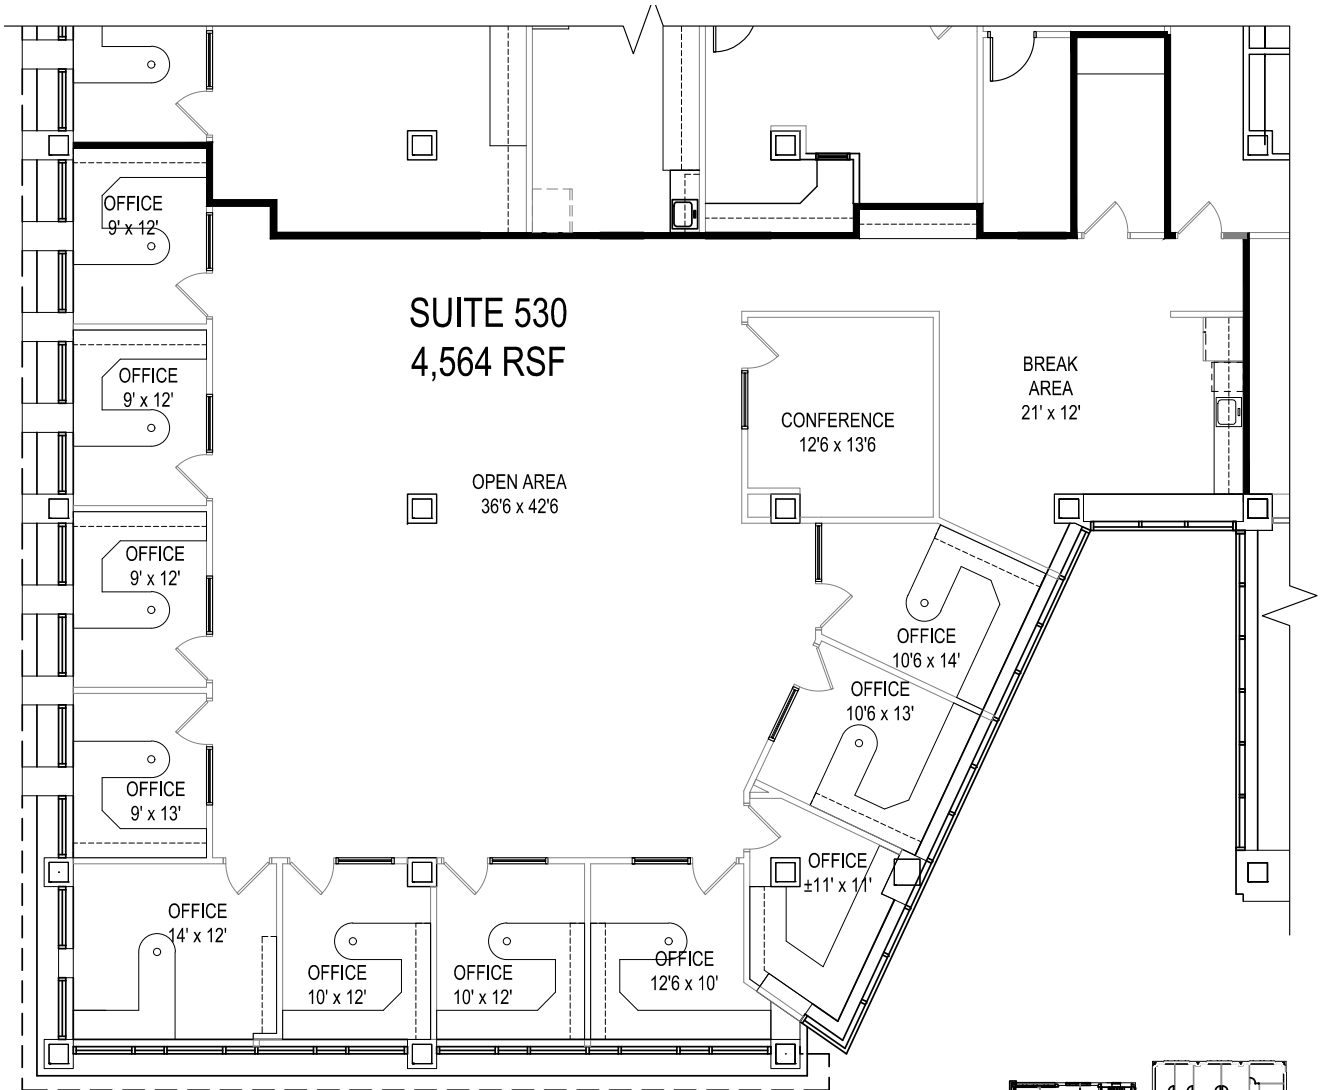 OFFICE
9' x 12'
SUITE 530
4,564 RSF
OFFICE
9' x 12'
BREAK
AREA
21' x 12'
CONFERENCE
12'6 x 13'6
OPEN AREA
36'6 x 42'6
OFFICE
9' x 12'
OFFICE
10'6 x 14'
OFFICE
10'6 x 13'
OFFICE
9' x 13'
OFFICE
±11' x 11'
OFFICE
14' x 12'
OFFICE
10' x 12'
OFFICE
10' x 12'
OFFICE
12'6 x 10'